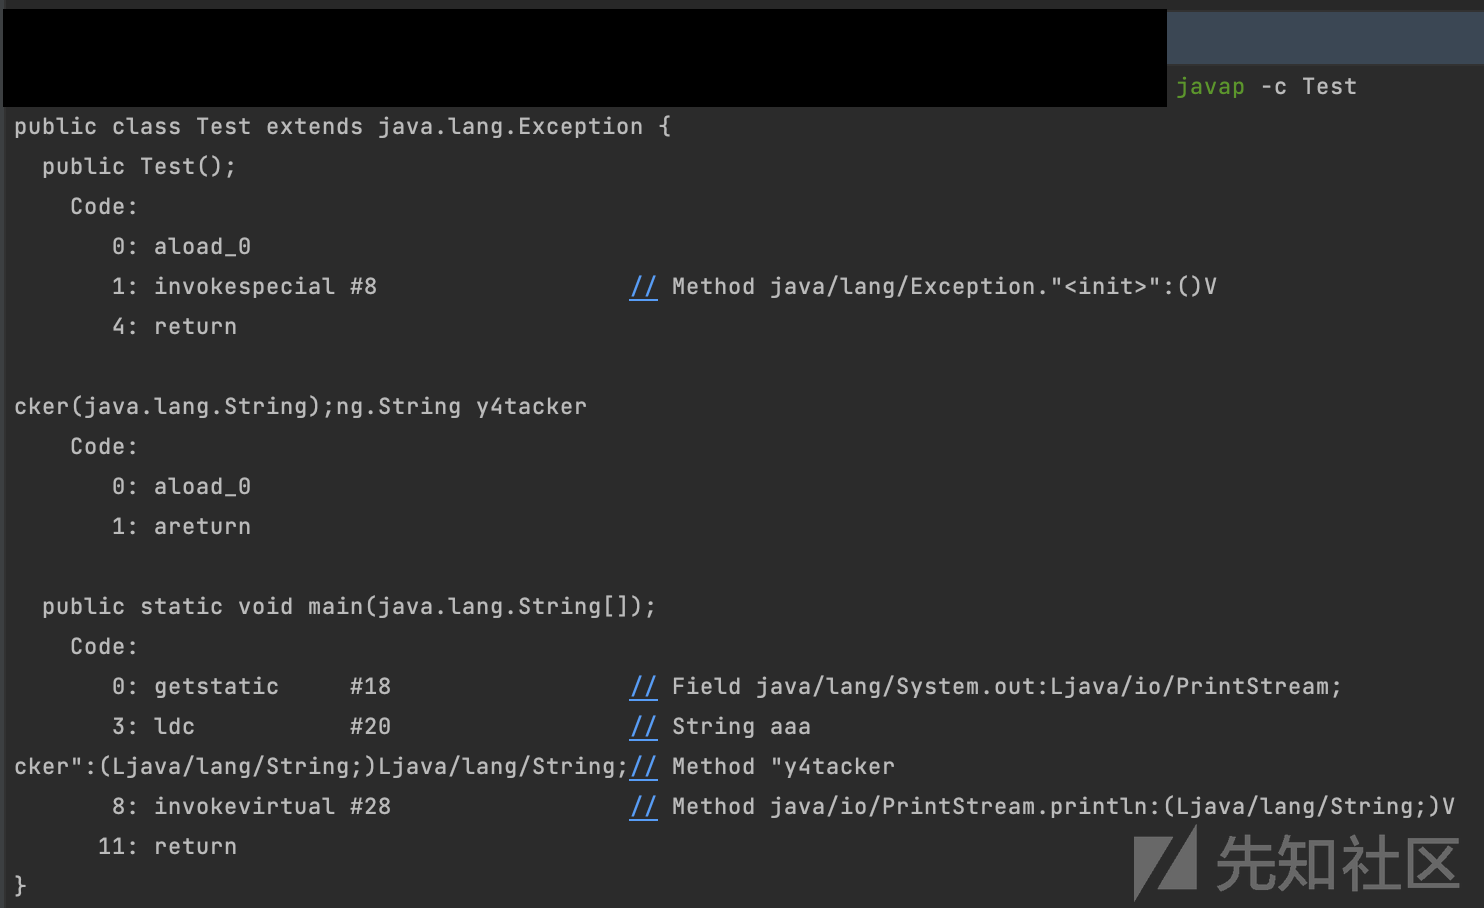 javap -c Test
public class Test extends java.lang.Exception {
  public Test();
    Code:
       0: aload_0
       1: invokespecial #8                  // Method java/lang/Exception."<init>":()V
       4: return

cker(java.lang.String);ng.String y4tacker
    Code:
       0: aload_0
       1: areturn

  public static void main(java.lang.String[]);
    Code:
       0: getstatic     #18                 // Field java/lang/System.out:Ljava/io/PrintStream;
       3: ldc           #20                 // String aaa
cker":(Ljava/lang/String;)Ljava/lang/String;// Method "y4tacker
       8: invokevirtual #28                 // Method java/io/PrintStream.println:(Ljava/lang/String;)V
      11: return
}
先知社区